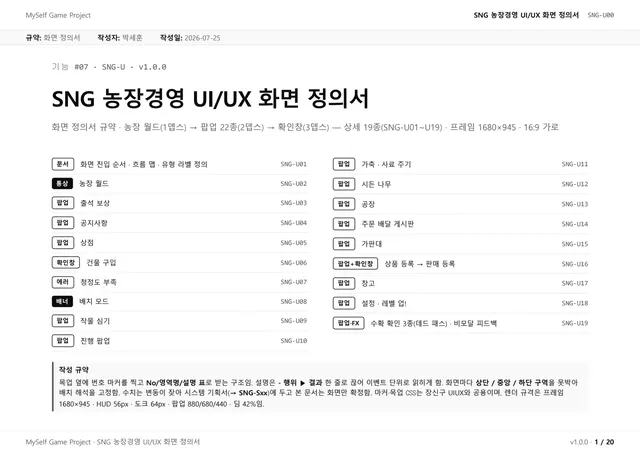 MySelf Game Project
SNG 농장경영 UI/UX 화면 정의서 SNG-U00
규약: 화면 정의서 작성자: 박세훈 작성일: 2026-07-25
기능 #07 · SNG-U · v1.0.0
SNG 농장경영 UI/UX 화면 정의서
화면 정의서 규약 · 농장 월드(1뎁스) → 팝업 22종(2뎁스) → 확인창(3뎁스) — 상세 19종(SNG-U01~U19) · 프레임 1680×945 · 16:9 가로
문서 화면 진입 순서 · 흐름 맵 · 유형 라벨 정의 SNG-U01
통상 농장 월드 SNG-U02
팝업 출석 보상 SNG-U03
팝업 공지사항 SNG-U04
팝업 상점 SNG-U05
확인창 건물 구입 SNG-U06
에러 청정도 부족 SNG-U07
배너 배치 모드 SNG-U08
팝업 작물 심기 SNG-U09
팝업 진행 팝업 SNG-U10
팝업 가축 · 사료 주기 SNG-U11
팝업 시든 나무 SNG-U12
팝업 공장 SNG-U13
팝업 주문 배달 게시판 SNG-U14
팝업 가판대 SNG-U15
팝업+확인창 상품 등록 → 판매 등록 SNG-U16
팝업 창고 SNG-U17
팝업 설정 · 레벨 업! SNG-U18
팝업·FX 수확 확인 3종(데드 패스) · 비모달 피드백 SNG-U19
작성 규약
목업 옆에 번호 마커를 찍고 No/영역명/설명 표로 받는 구조임. 설명은 - 행위 ▶ 결과 한 줄로 끊어 이벤트 단위로 읽히게 함. 화면마다 상단 / 중앙 / 하단 구역을 못박아
배치 해석을 고정함. 수치는 변동이 잦아 시스템 기획서(→ SNG-Sxx)에 두고 본 문서는 화면만 확정함. 마커·목업 CSS는 장신구 UIUX와 공용이며, 렌더 규격은 프레임
1680×945 · HUD 56px · 도크 64px · 팝업 880/680/440 · 딤 42%임.
MySelf Game Project · SNG 농장경영 UI/UX 화면 정의서
v1.0.0 · 1 / 20